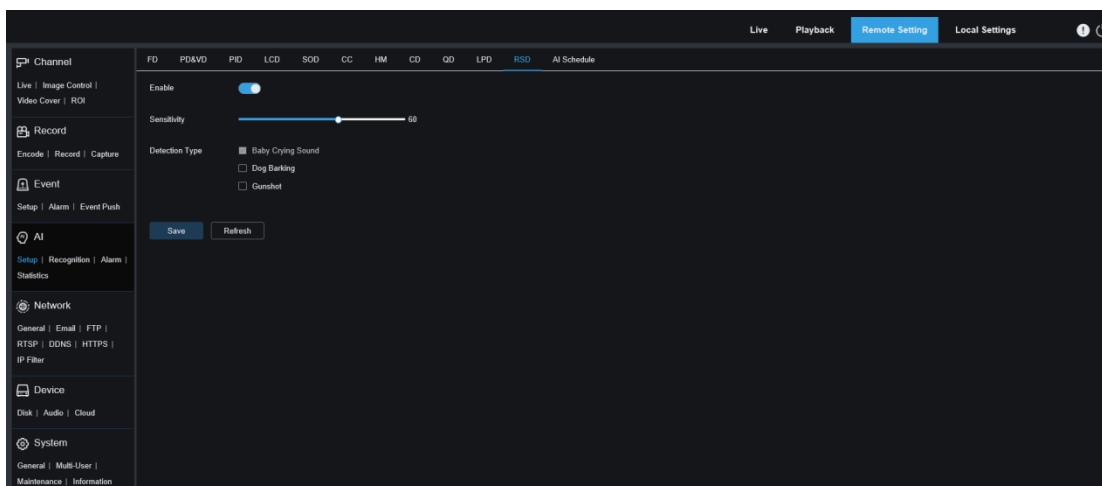 Live Playback Remote Setting Local Settings
Channel
Live | Image Control |
Video Cover | ROI
Record
Encode | Record | Capture
Event
Setup | Alarm | Event Push
AI
Setup | Recognition | Alarm |
Statistics
Network
General | Email | FTP |
RTSP | DDNS | HTTPS |
IP Filter
Device
Disk | Audio | Cloud
System
General | Multi-User |
Maintenance | Information
FD PD&VD PID LCD SOD CC HM CD QD LPD RSD AI Schedule
Enable
Sensitivity 60
Detection Type Baby Crying Sound
Dog Barking
Gunshot
Save Refresh